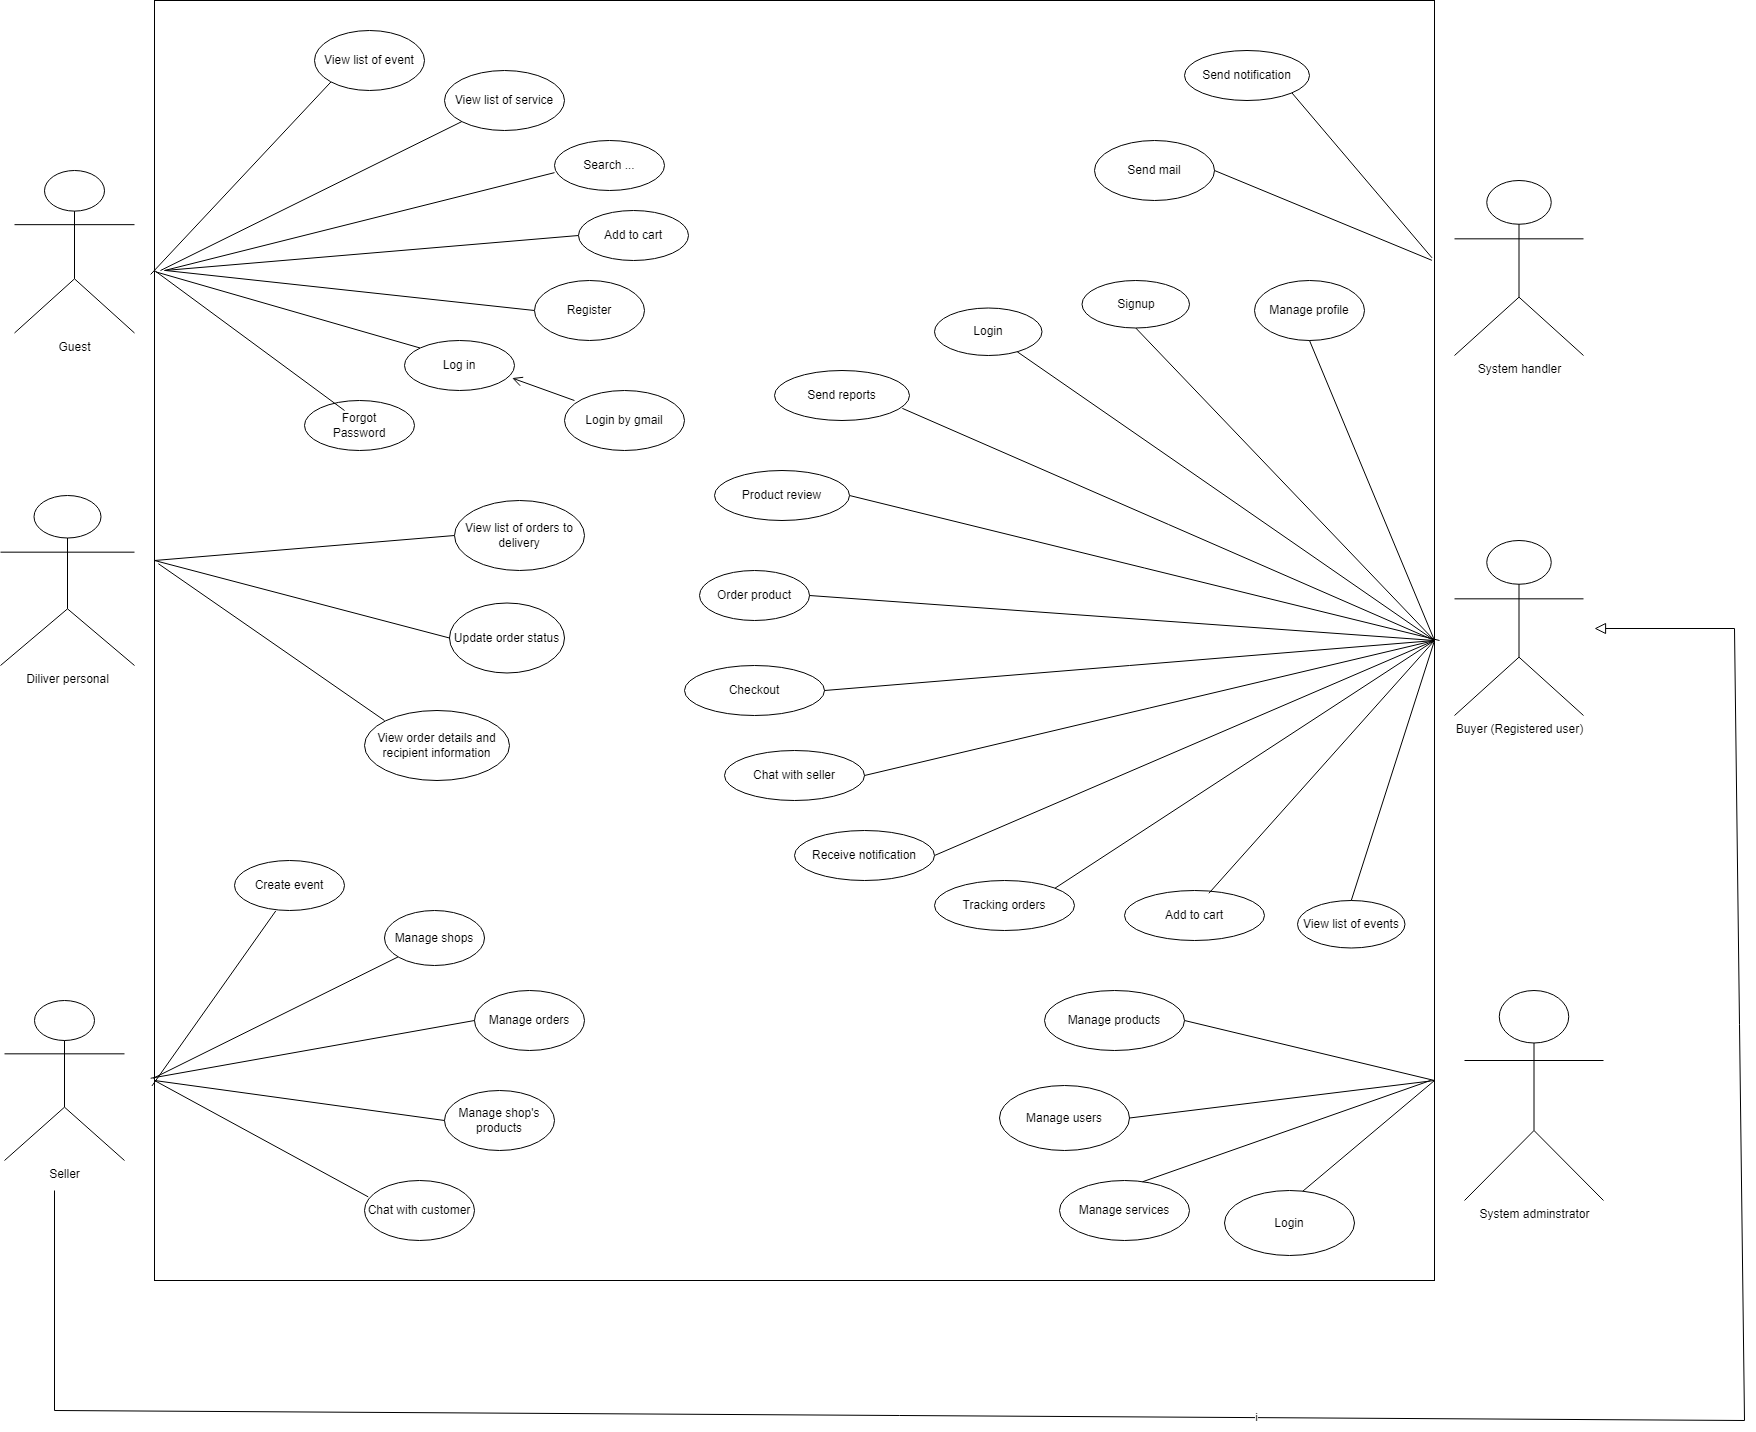 View list of event
View list of service
Search ...
Add to cart
Register
Log in
Login by gmail
Forgot
Password
Guest
Send notification
Send mail
System handler
Signup
Manage profile
Login
Send reports
Product review
Order product
Checkout
Chat with seller
Receive notification
Tracking orders
Add to cart
View list of events
Buyer (Registered user)
View list of orders to
delivery
Update order status
View order details and
recipient information
Diliver personal
Create event
Manage shops
Manage orders
Manage shop's
products
Chat with customer
Seller
Manage products
Manage users
Manage services
Login
System adminstrator
i